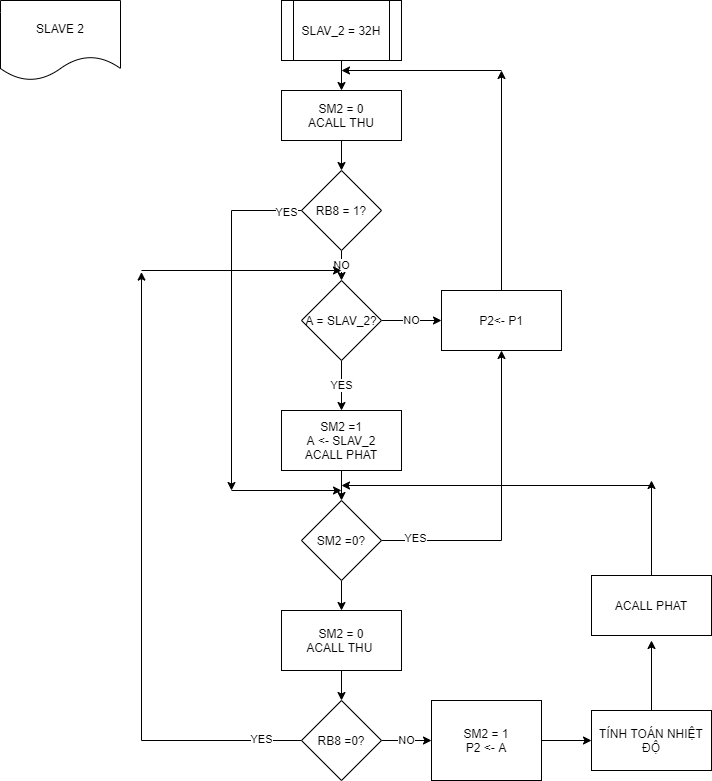 SLAVE 2
SLAV_2 = 32H
SM2 = 0
ACALL THU
RB8 = 1?
YES
NO
A = SLAV_2?
NO
P2<- P1
YES
SM2 =1
A <- SLAV_2
ACALL PHAT
SM2 =0?
YES
ACALL PHAT
SM2 = 0
ACALL THU
RB8 =0?
YES
NO
SM2 = 1
P2 <- A
TÍNH TOÁN NHIỆT
ĐỘ